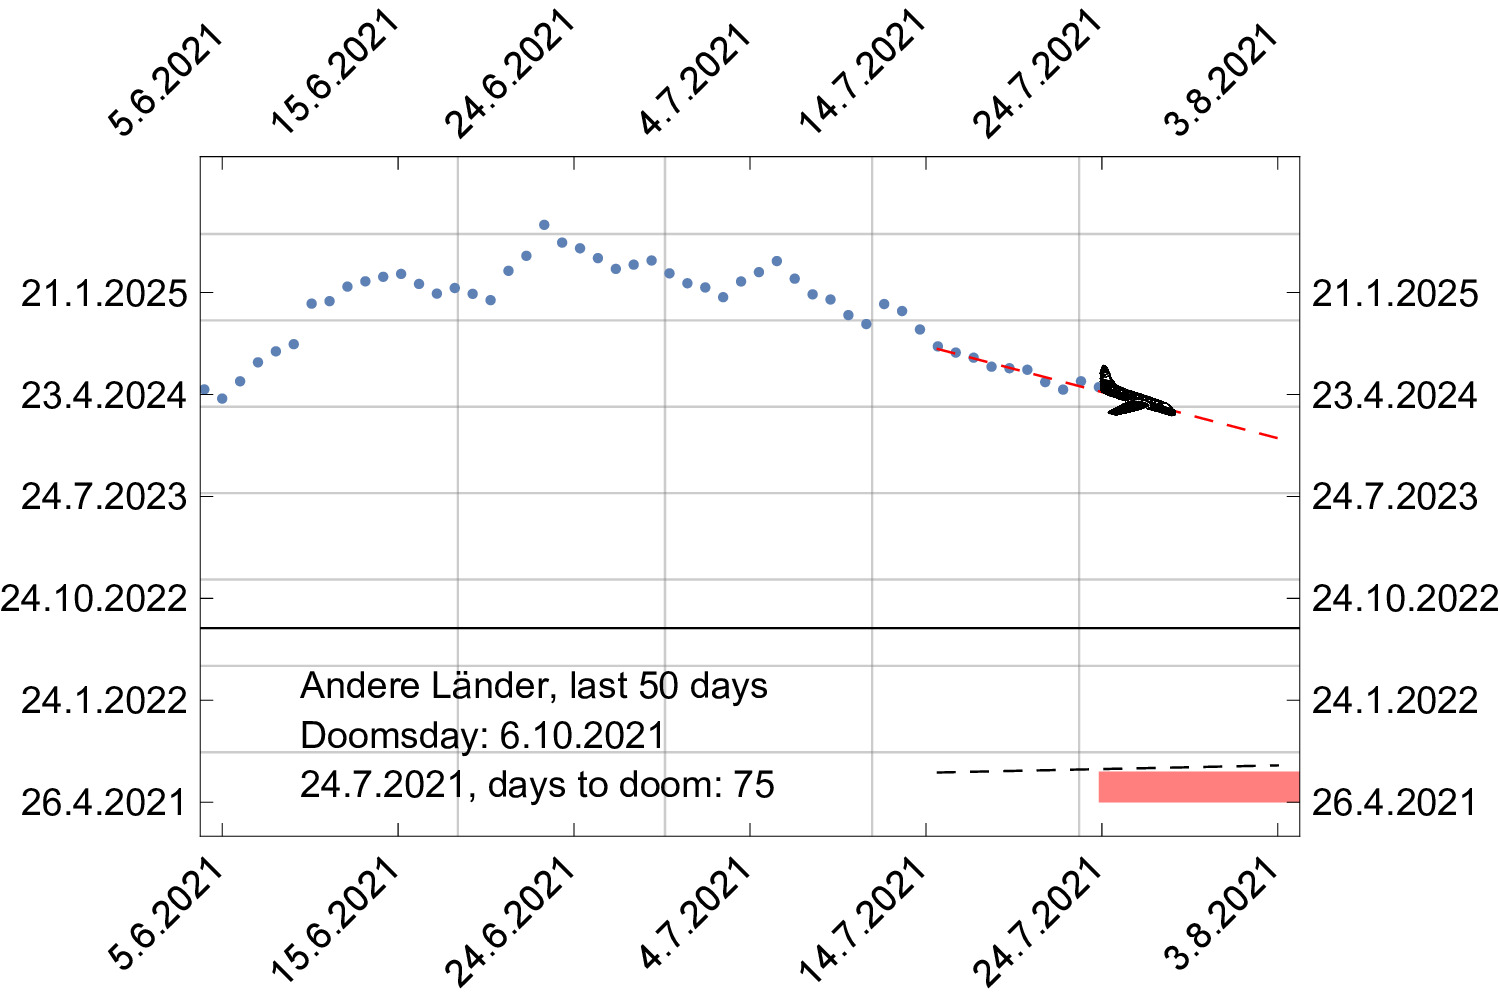 5.6.2021 15.6.2021 24.6.2021 4.7.2021 14.7.2021 24.7.2021 3.8.2021
21.1.2025 21.1.2025
23.4.2024 23.4.2024
24.7.2023 24.7.2023
24.10.2022 24.10.2022
Andere Länder, last 50 days
24.1.2022 24.1.2022
Doomsday: 6.10.2021
24.7.2021, days to doom: 75
26.4.2021 26.4.2021
5.6.2021 15.6.2021 24.6.2021 4.7.2021 14.7.2021 24.7.2021 3.8.2021